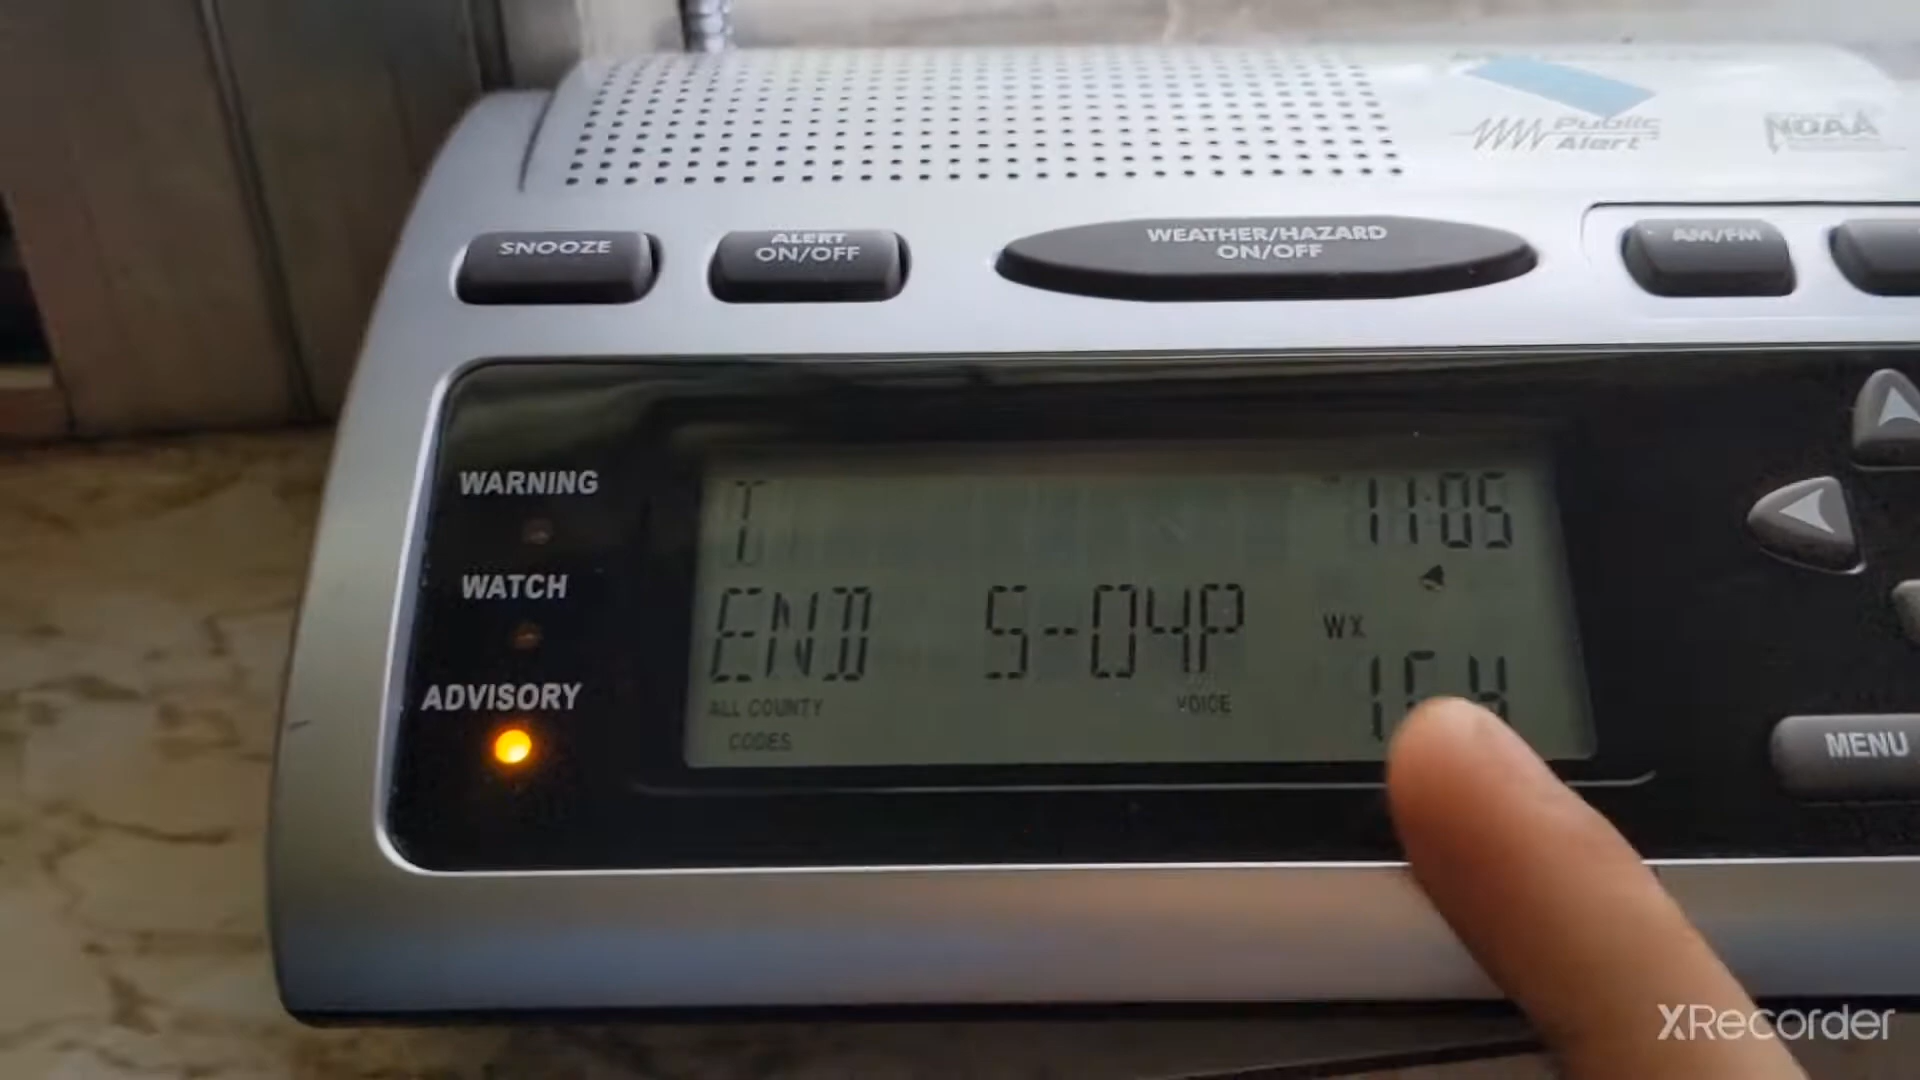 Public
Alert
NOAA
SNOOZE
ALERT
ON/OFF
WEATHER/HAZARD
ON/OFF
AM/FM
WARNING
T
11:05
WATCH
END 5-04P
WX
ADVISORY
ALL COUNTY
VOICE
CODES
MENU
XRecorder